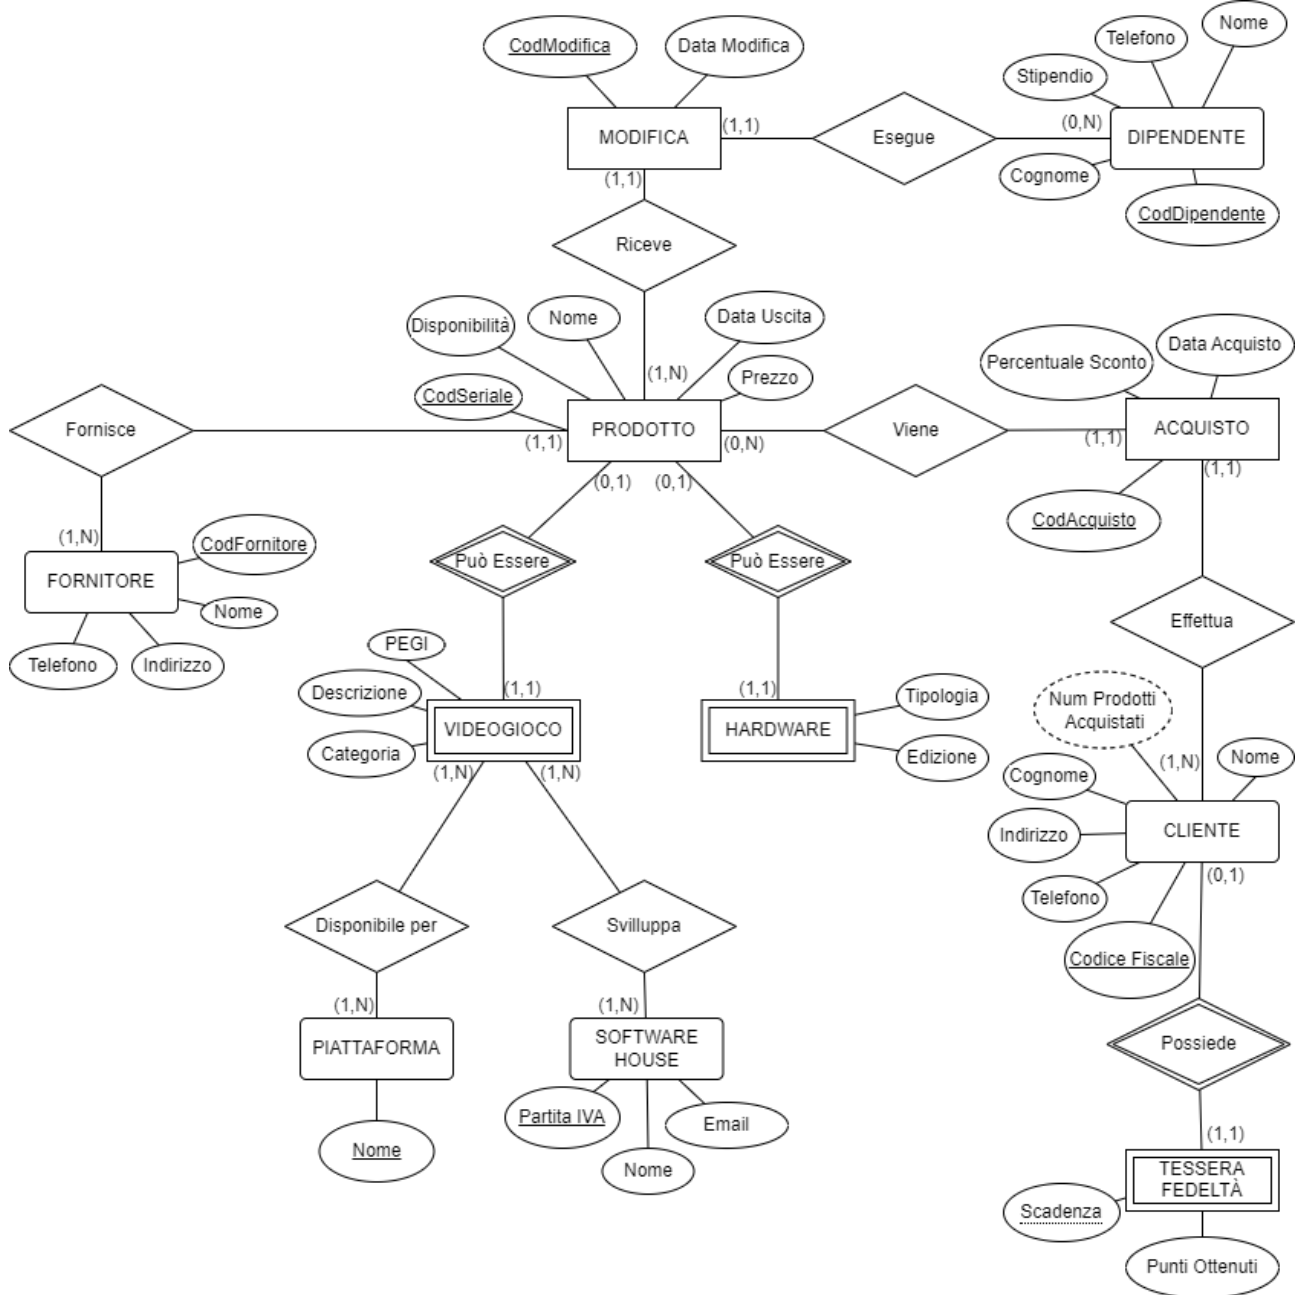 CodModifica
Data Modifica
Telefono
Nome
Stipendio
MODIFICA
(1,1)
Esegue
(0,N)
DIPENDENTE
(1,1)
Cognome
CodDipendente
Riceve
Disponibilità
Nome
Data Uscita
Percentuale Sconto
Data Acquisto
(1,N)
Prezzo
CodSeriale
Fornisce
(1,1)
PRODOTTO
(0,N)
Viene
(1,1)
ACQUISTO
(1,1)
(0,1)
(0,1)
CodAcquisto
(1,N)
CodFornitore
Può Essere
Può Essere
FORNITORE
Nome
Effettua
Telefono
Indirizzo
PEGI
Descrizione
(1,1)
(1,1)
Tipologia
Num Prodotti
Acquistati
VIDEOGIOCO
HARDWARE
Categoria
Edizione
(1,N)
(1,N)
(1,N)
Nome
Cognome
CLIENTE
Indirizzo
(0,1)
Telefono
Codice Fiscale
Disponibile per
Sviluppa
(1,N)
(1,N)
PIATTAFORMA
SOFTWARE
HOUSE
Possiede
Partita IVA
Email
Nome
Nome
(1,1)
TESSERA
FEDELTÀ
Scadenza
Punti Ottenuti